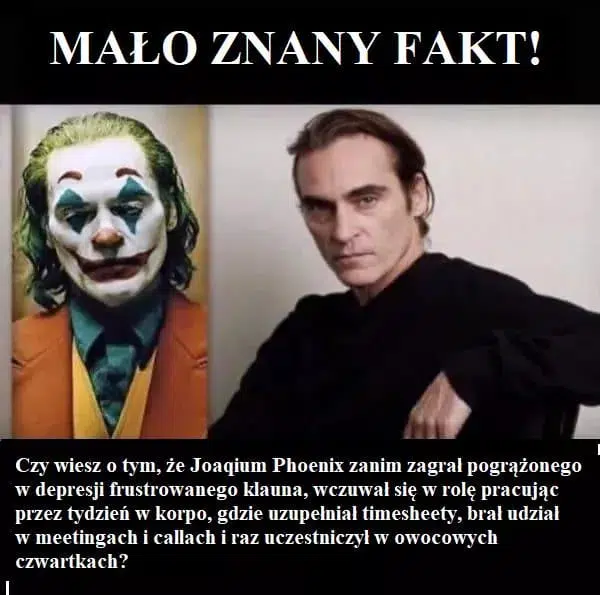 MAŁO ZNANY FAKT!
Czy wiesz o tym, że Joaqium Phoenix zanim zagrał pogrążonego
w depresji frustrowanego klauna, wczuwał się w rolę pracując
przez tydzień w korpo, gdzie uzupełniał timesheety, brał udział
w meetingach i callach i raz uczestniczył w owocowych
czwartkach?